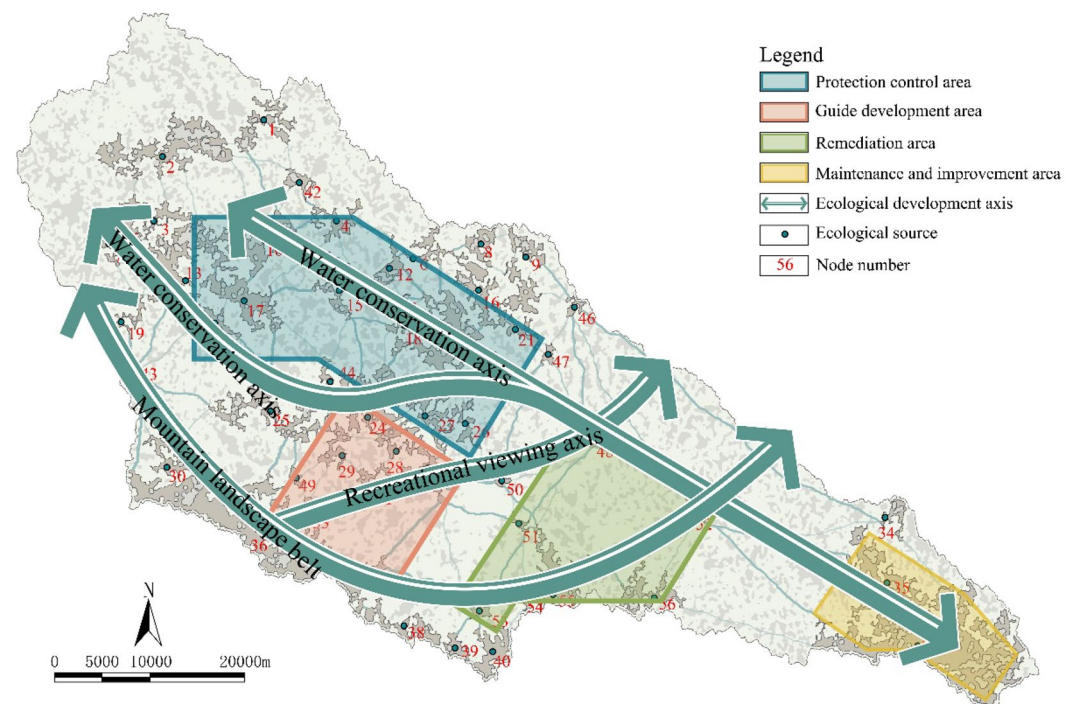 Legend
Protection control area
Guide development area
Remediation area
Maintenance and improvement area
Ecological development axis
Ecological source
56 Node number
1
2
42
3
4
8
9
12
13
15
16
17
18
19
21
46
47
Water conservation axis
Water conservation axis
Mountain landscape belt
Recreational viewing axis
24
25
27
28
29
30
49
50
51
36
34
35
38
39
40
N
0 5000 10000 20000m